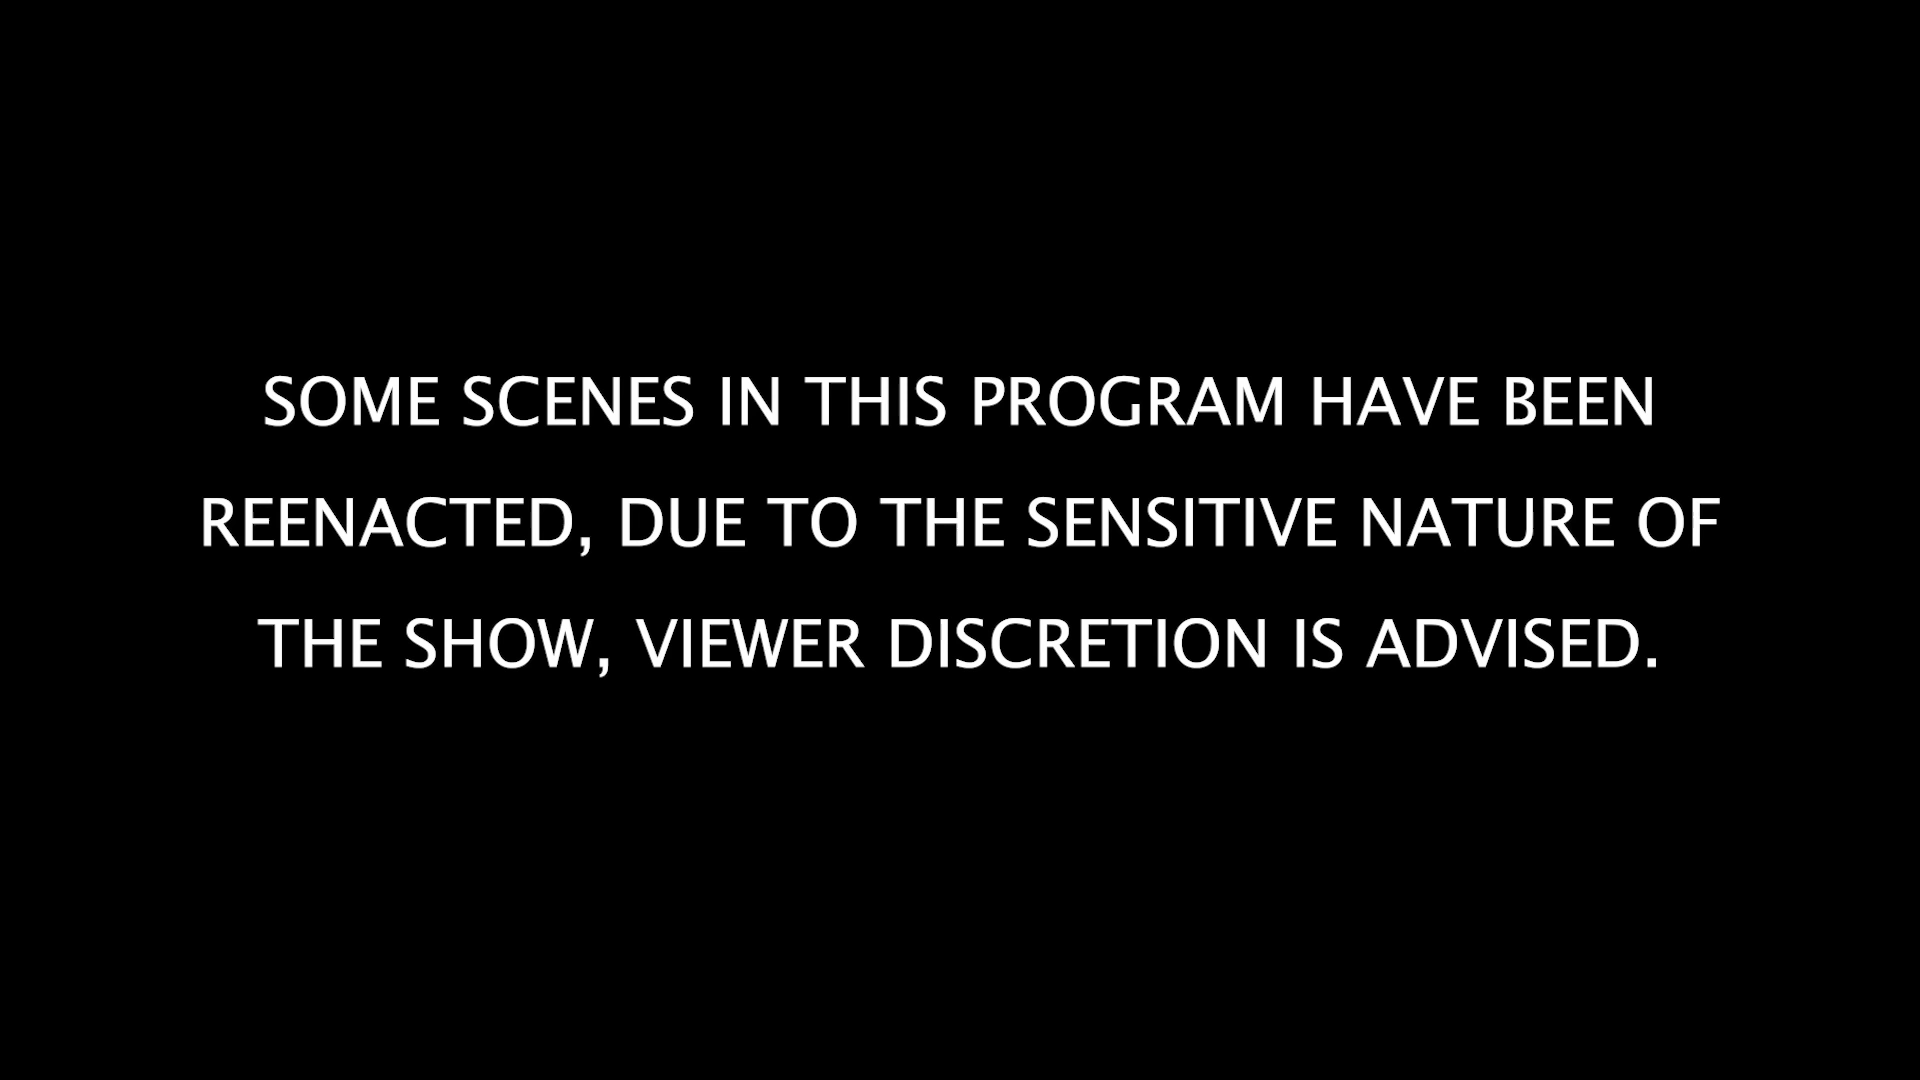 SOME SCENES IN THIS PROGRAM HAVE BEEN
REENACTED, DUE TO THE SENSITIVE NATURE OF
THE SHOW, VIEWER DISCRETION IS ADVISED.